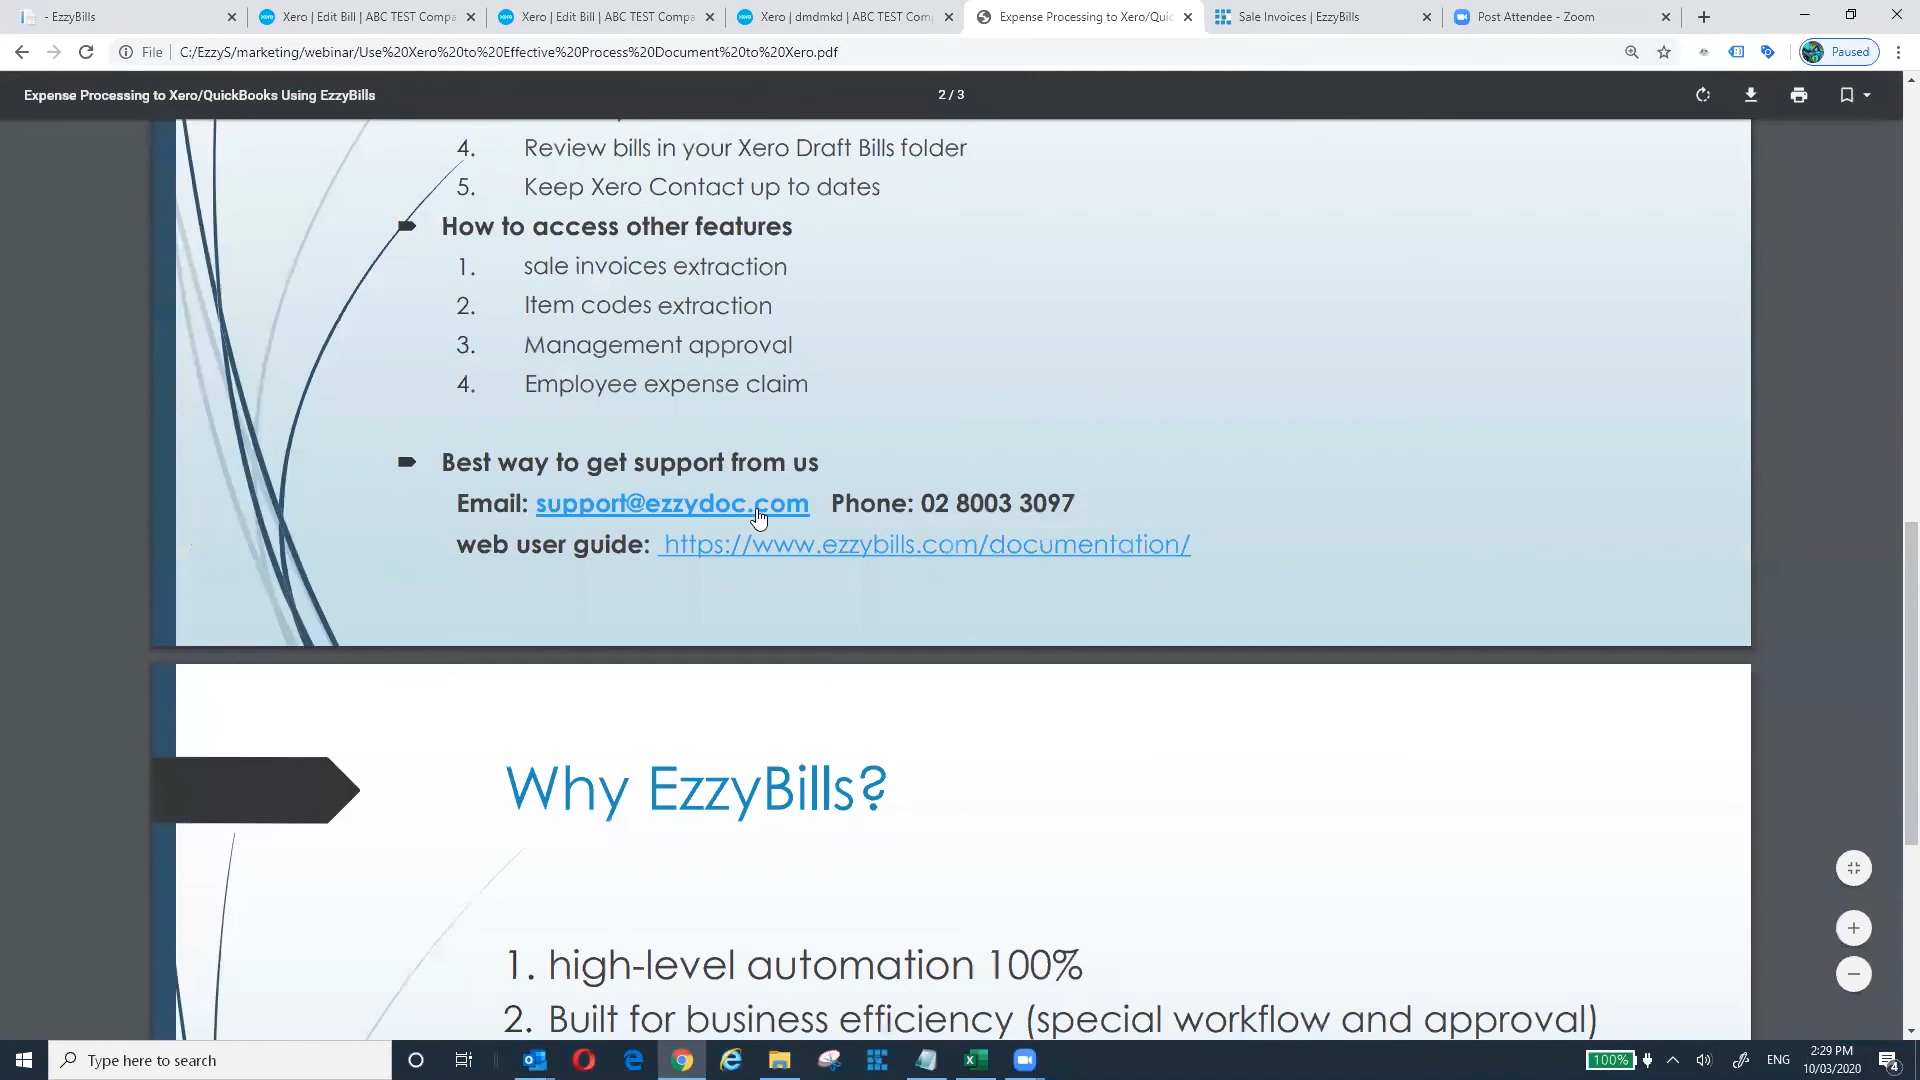 - EzzyBills
Xero | Edit Bill | ABC TEST Compa
Xero | Edit Bill | ABC TEST Compa
Xero | dmdmkd | ABC TEST Com
Expense Processing to Xero/Quic
Sale Invoices | EzzyBills
Post Attendee - Zoom
File
C:/EzzyS/marketing/webinar/Use%20Xero%20to%20Effective%20Process%20Document%20to%20Xero.pdf
Paused
Expense Processing to Xero/QuickBooks Using EzzyBills
2 / 3
4. Review bills in your Xero Draft Bills folder
5. Keep Xero Contact up to dates
How to access other features
1. sale invoices extraction
2. Item codes extraction
3. Management approval
4. Employee expense claim
Best way to get support from us
Email: support@ezzydoc.com Phone: 02 8003 3097
web user guide: https://www.ezzybills.com/documentation/
Why EzzyBills?
1. high-level automation 100%
2. Built for business efficiency (special workflow and approval)
Type here to search
100%
ENG
2:29 PM
10/03/2020
4